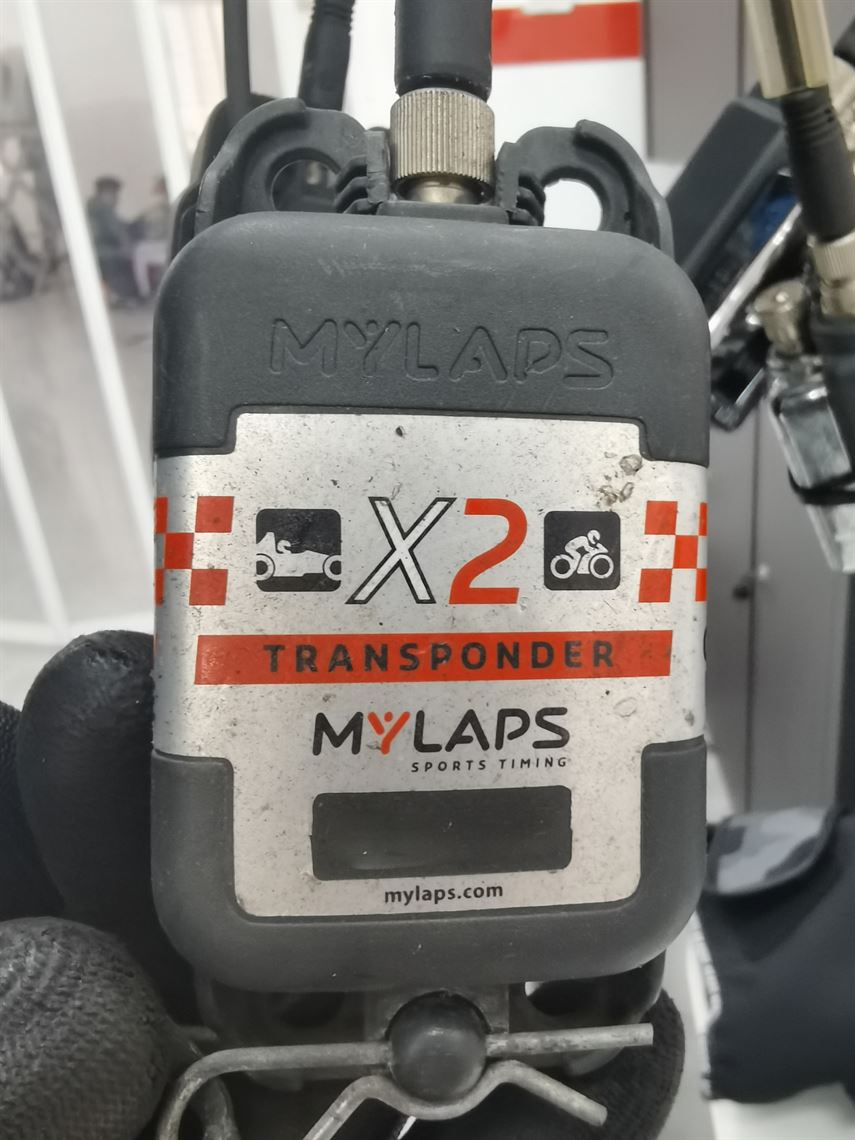 MYLAPS
X2
TRANSPONDER
MYLAPS
SPORTS TIMING
mylaps.com